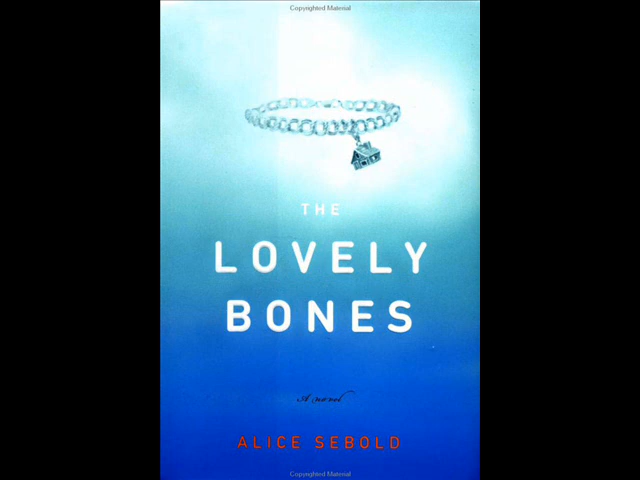 Copyrighted Material
THE
LOVELY
BONES
A novel
ALICE SEBOLD
Copyrighted Material